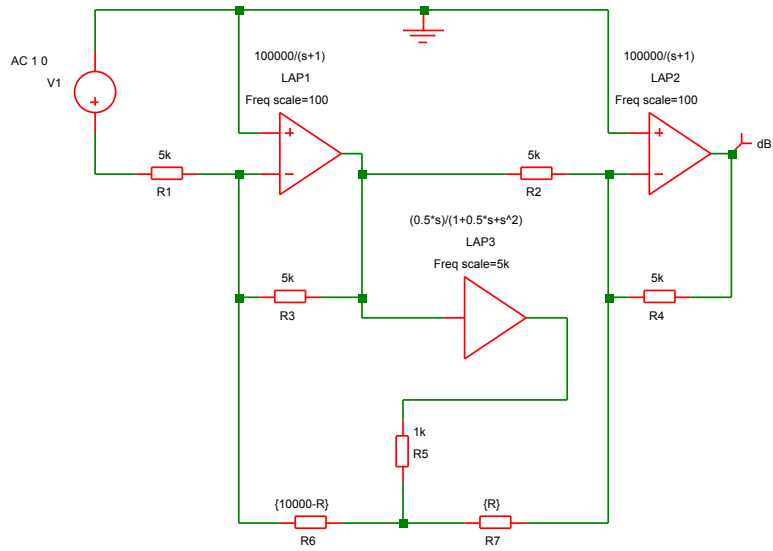 100000/(s+1)
100000/(s+1)
AC 1 0
V1
LAP1
LAP2
Freq scale=100
Freq scale=100
+
+
+
dB
5k
R1
−
5k
R2
−
(0.5*s)/(1+0.5*s+s^2)
LAP3
Freq scale=5k
5k
R3
5k
R4
1k
R5
{10000-R}
R6
{R}
R7